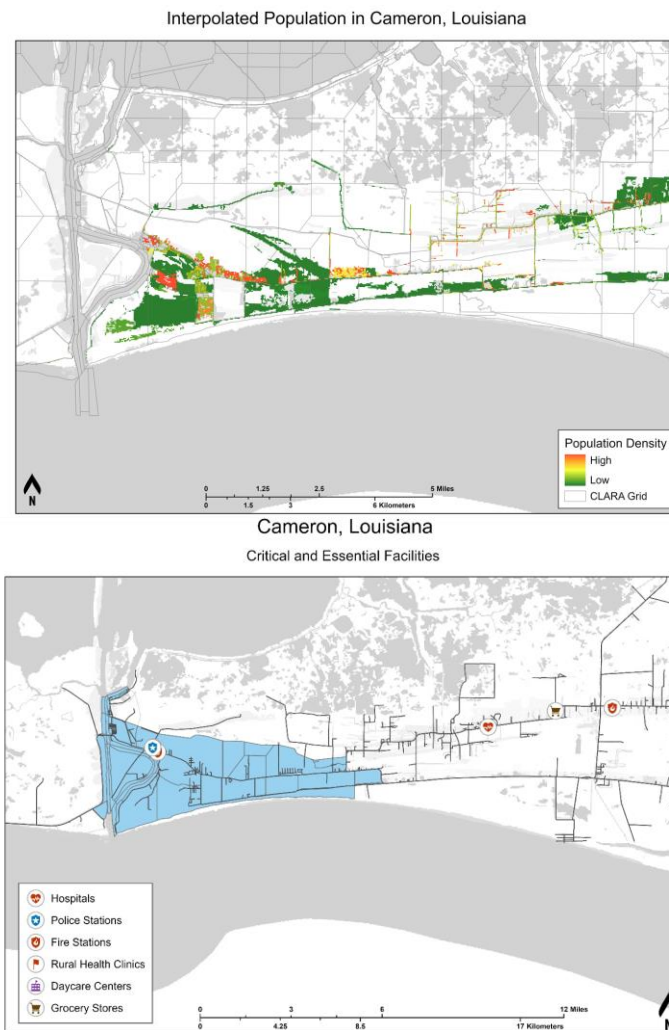 Interpolated Population in Cameron, Louisiana
Population Density
High
Low
CLARA Grid
N
0 1.25 2.5 5 Miles
0 1.5 3 6 Kilometers
Cameron, Louisiana
Critical and Essential Facilities
Hospitals
Police Stations
Fire Stations
Rural Health Clinics
Daycare Centers
Grocery Stores
0 3 6 12 Miles
0 4.25 8.5 17 Kilometers
N